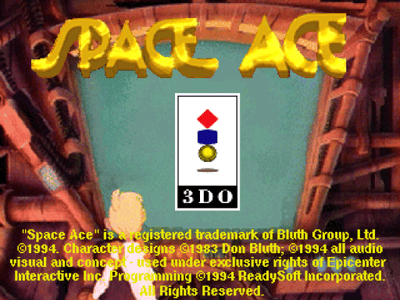 SPACE ACE
3DO
"Space Ace" is a registered trademark of Bluth Group, Ltd.
©1994. Character designs ©1983 Don Bluth; ©1994 all audio
visual and concept - used under exclusive rights of Epicenter
Interactive Inc. Programming ©1994 ReadySoft Incorporated.
All Rights Reserved.